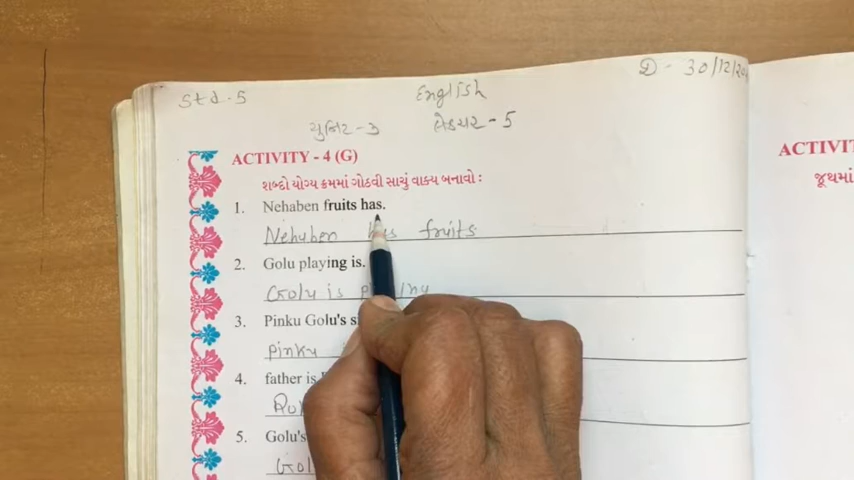 Std. 5 English D - 30/12/20
યુનિટ - 3 લેક્ચર - 5
ACTIVITY - 4 (G)
શબ્દો યોગ્ય ક્રમમાં ગોઠવી સાચું વાક્ય બનાવો :
1. Nehaben fruits has.
Nehaben has fruits
2. Golu playing is.
Golu is playing
3. Pinku Golu's
Pinku
4. father is
5. Golu's
ACTIVIT
જૂથમાં